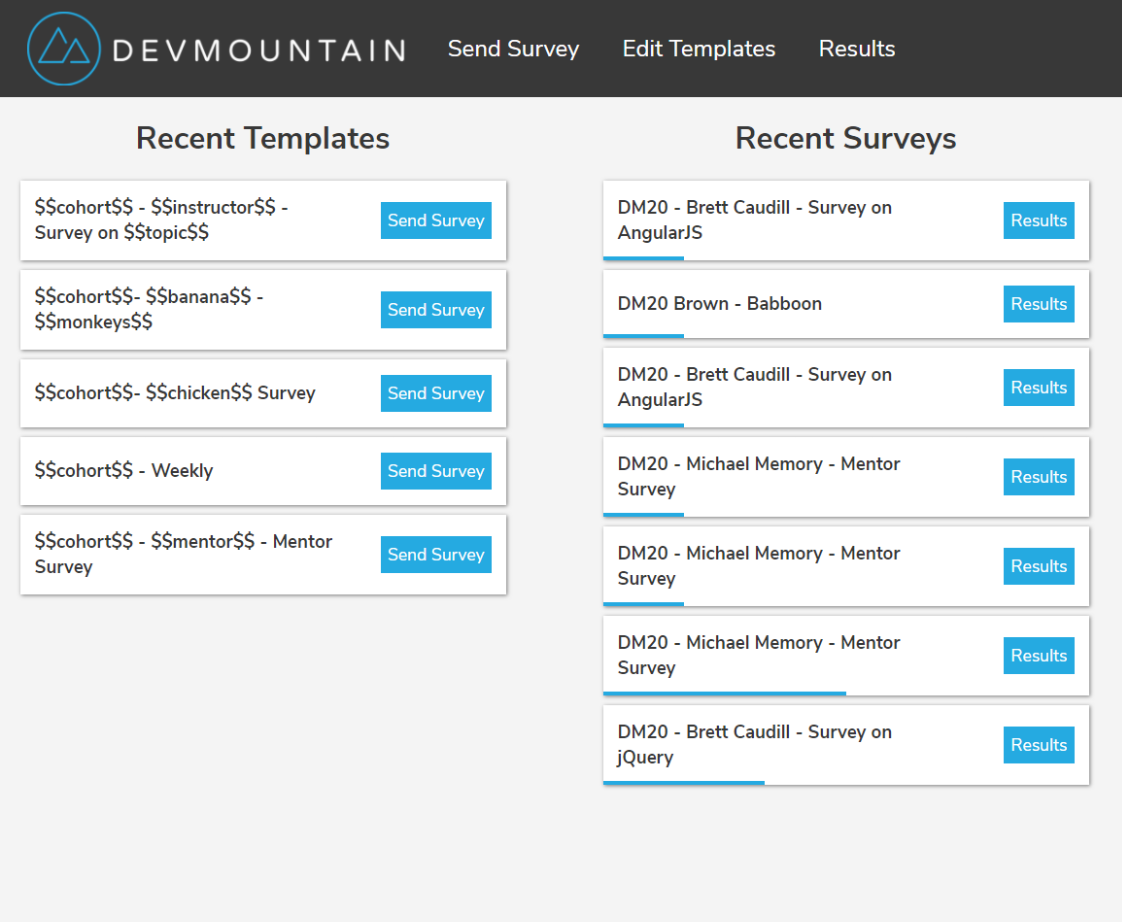 DEVMOUNTAIN
Send Survey
Edit Templates
Results
Recent Templates
$$cohort$$ - $$instructor$$ -
Survey on $$topic$$
Send Survey
$$cohort$$- $$banana$$ -
$$monkeys$$
Send Survey
$$cohort$$- $$chicken$$ Survey
Send Survey
$$cohort$$ - Weekly
Send Survey
$$cohort$$ - $$mentor$$ - Mentor
Survey
Send Survey
Recent Surveys
DM20 - Brett Caudill - Survey on
AngularJS
Results
DM20 Brown - Babboon
Results
DM20 - Brett Caudill - Survey on
AngularJS
Results
DM20 - Michael Memory - Mentor
Survey
Results
DM20 - Michael Memory - Mentor
Survey
Results
DM20 - Michael Memory - Mentor
Survey
Results
DM20 - Brett Caudill - Survey on
jQuery
Results